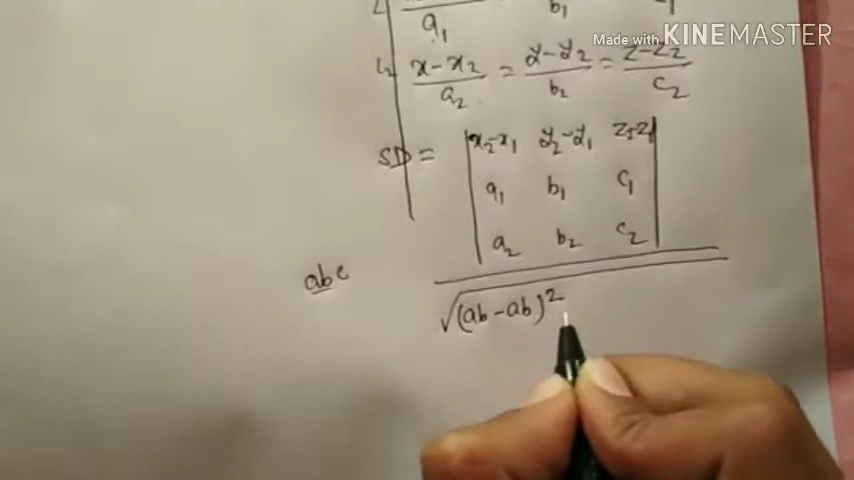 Made with KINEMASTER
a₁ b₁
L₂ x-x₂/a₂ = y-y₂/b₂ = z-z₂/c₂
SD = | x₂-x₁ y₂-y₁ z₂-z₁ |
a₁ b₁ c₁
a₂ b₂ c₂
abc
√(ab-ab)²